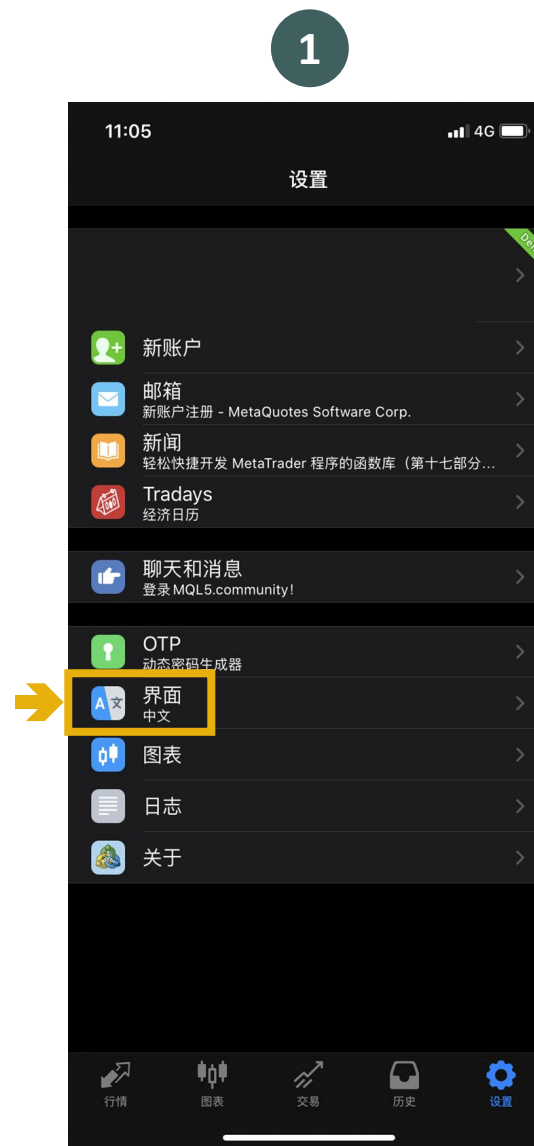 1
11:05
4G
设置
新账户
邮箱
新账户注册 - MetaQuotes Software Corp.
新闻
轻松快捷开发 MetaTrader 程序的函数库（第十七部分...
Tradays
经济日历
聊天和消息
登录 MQL5.community!
OTP
动态密码生成器
A 文
界面
中文
图表
日志
关于
行情
图表
交易
历史
设置